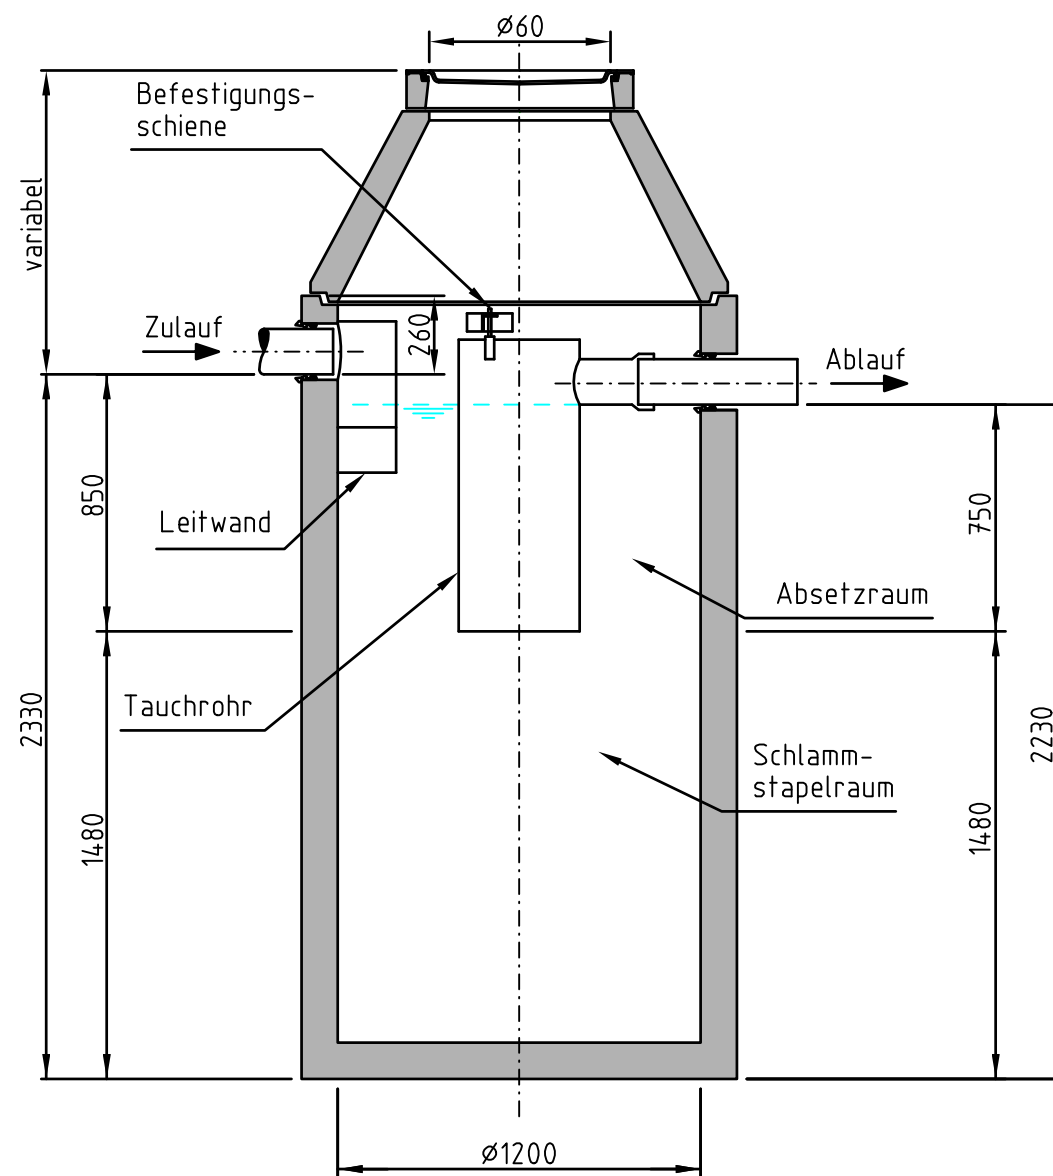 Ø60
Befestigungs-
schiene
variabel
Zulauf
260
Ablauf
850
Leitwand
750
Absetzraum
Tauchrohr
2330
2230
Schlamm-
stapelraum
1480
1480
Ø1200